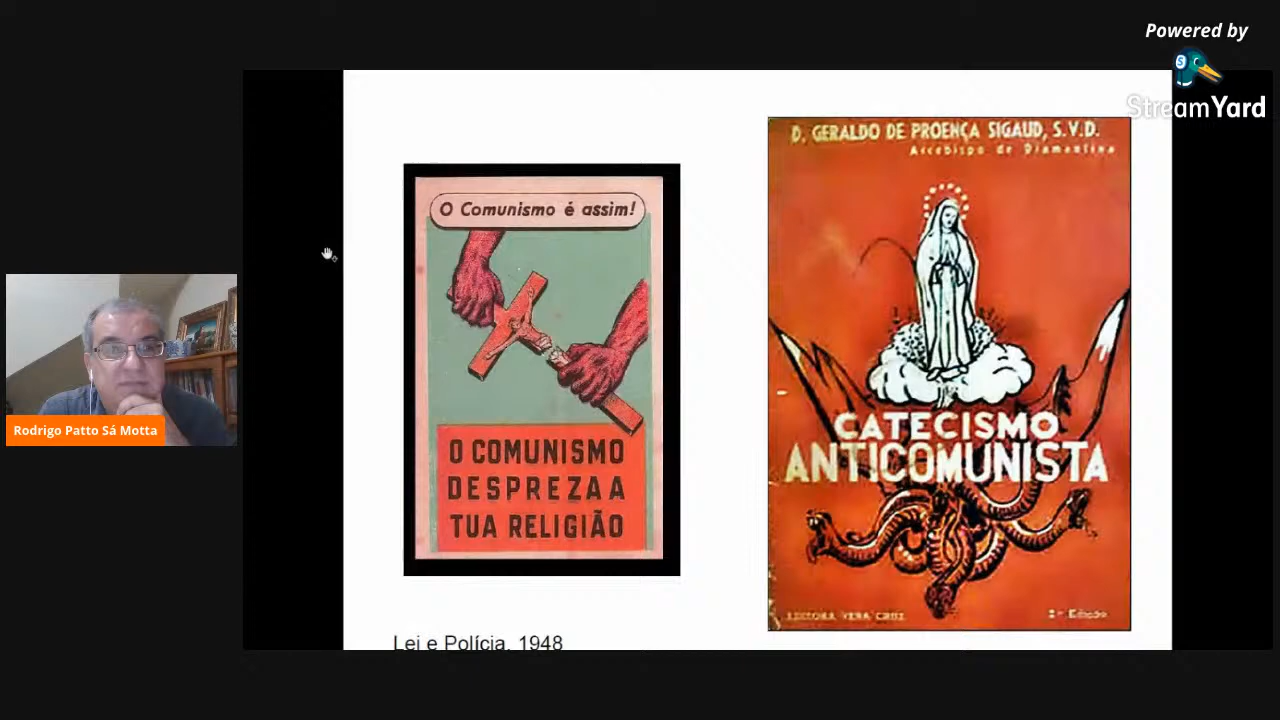 Powered by
StreamYard
Rodrigo Patto Sá Motta
O Comunismo é assim!
O COMUNISMO
DESPREZA A
TUA RELIGIÃO
Lei e Polícia, 1948
D. GERALDO DE PROENÇA SIGAUD, S.V.D.
Arcebispo de Diamantina
CATECISMO
ANTICOMUNISTA
EDITORA VERA CRUZ
2ª Edição